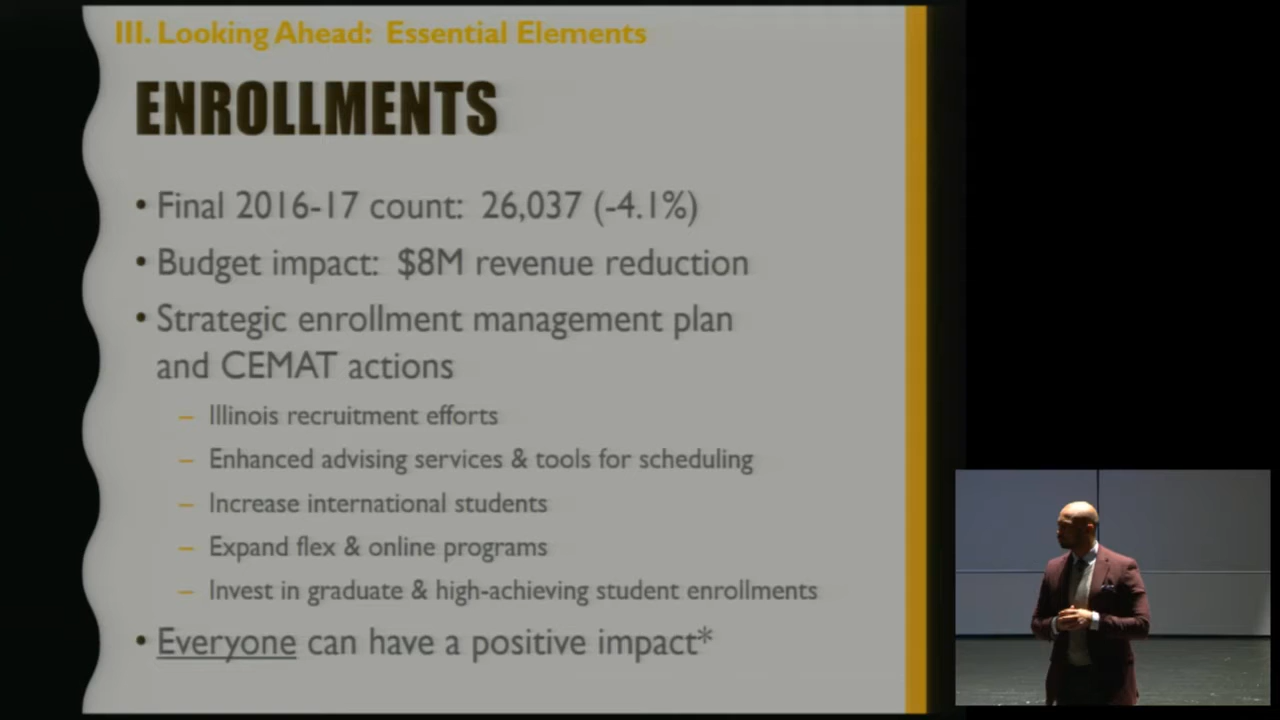 III. Looking Ahead: Essential Elements
ENROLLMENTS
• Final 2016-17 count: 26,037 (-4.1%)
• Budget impact: $8M revenue reduction
• Strategic enrollment management plan
and CEMAT actions
– Illinois recruitment efforts
– Enhanced advising services & tools for scheduling
– Increase international students
– Expand flex & online programs
– Invest in graduate & high-achieving student enrollments
• Everyone can have a positive impact*